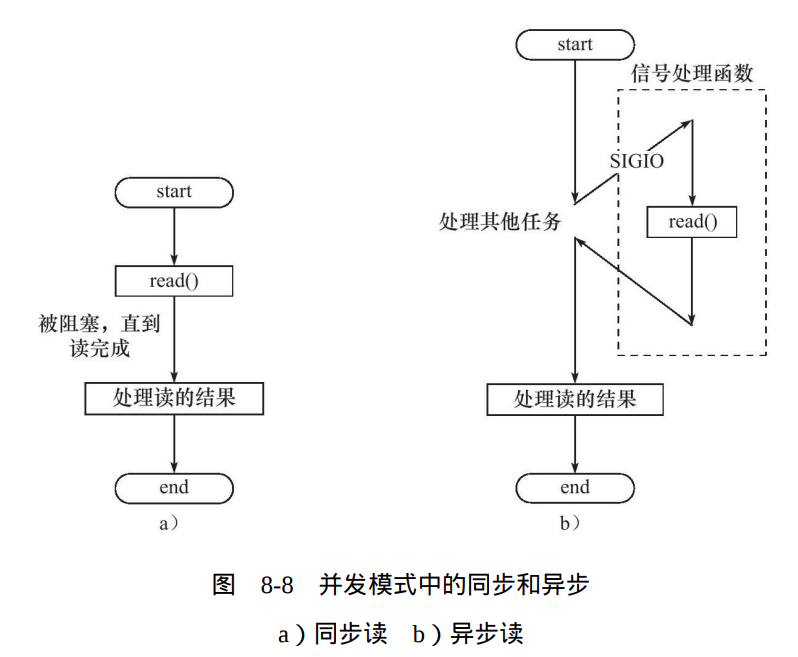 start
read()
被阻塞，直到
读完成
处理读的结果
end
a）
start
信号处理函数
SIGIO
处理其他任务
read()
处理读的结果
end
b）
图 8-8 并发模式中的同步和异步
a）同步读 b）异步读